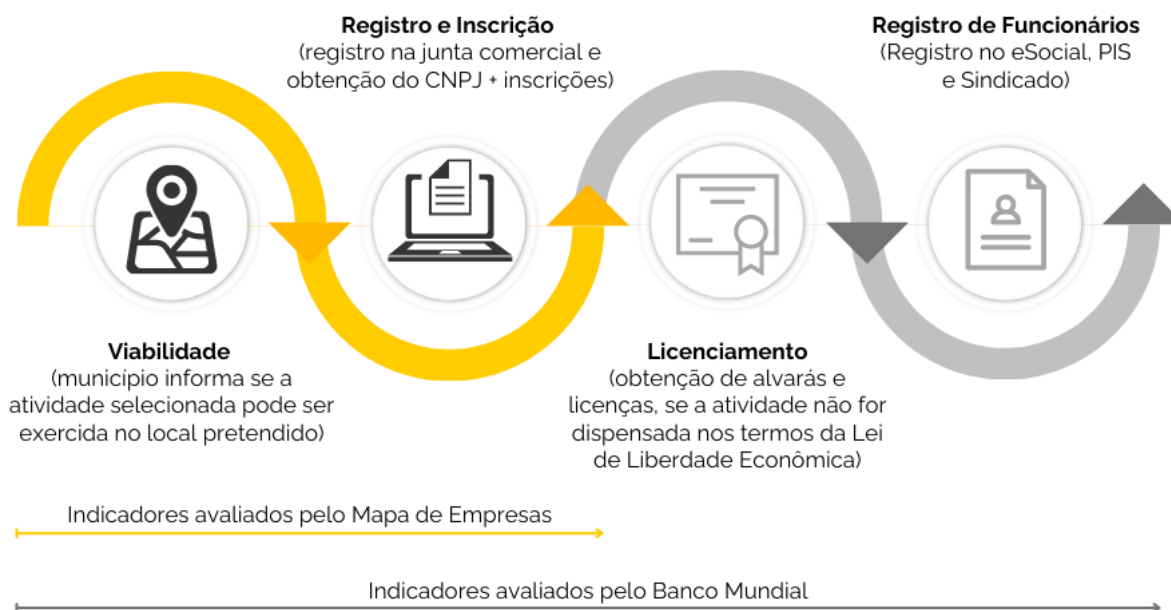 Registro e Inscrição
(registro na junta comercial e
obtenção do CNPJ + inscrições)
Registro de Funcionários
(Registro no eSocial, PIS
e Sindicado)
Viabilidade
(município informa se a
atividade selecionada pode ser
exercida no local pretendido)
Licenciamento
(obtenção de alvarás e
licenças, se a atividade não for
dispensada nos termos da Lei
de Liberdade Econômica)
Indicadores avaliados pelo Mapa de Empresas
Indicadores avaliados pelo Banco Mundial